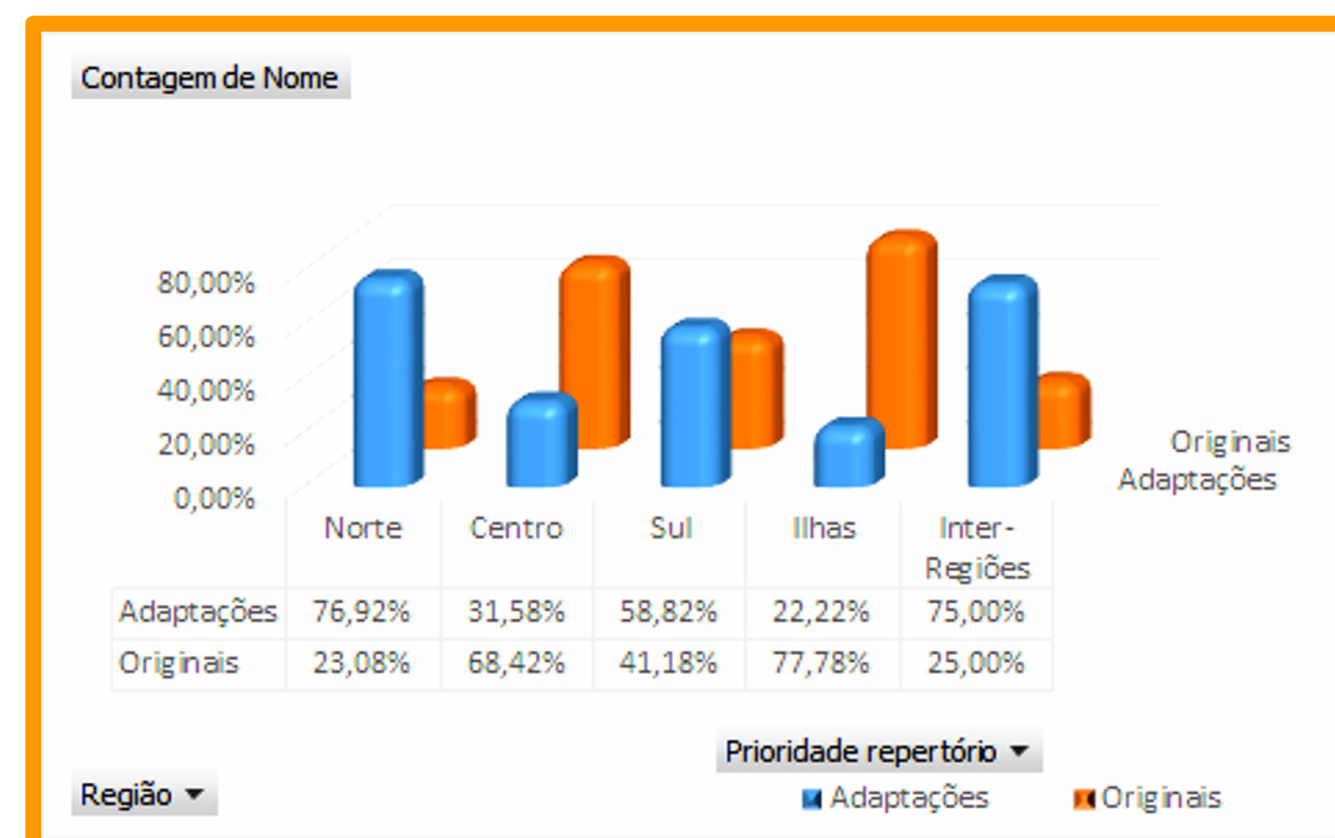 Contagem de Nome
80,00%
60,00%
40,00%
20,00%
0,00%
Originais
Adaptações
Norte Centro Sul Ilhas Inter-
Regiões
Adaptações 76,92% 31,58% 58,82% 22,22% 75,00%
Originais 23,08% 68,42% 41,18% 77,78% 25,00%
Prioridade repertório
Região
Adaptações Originais